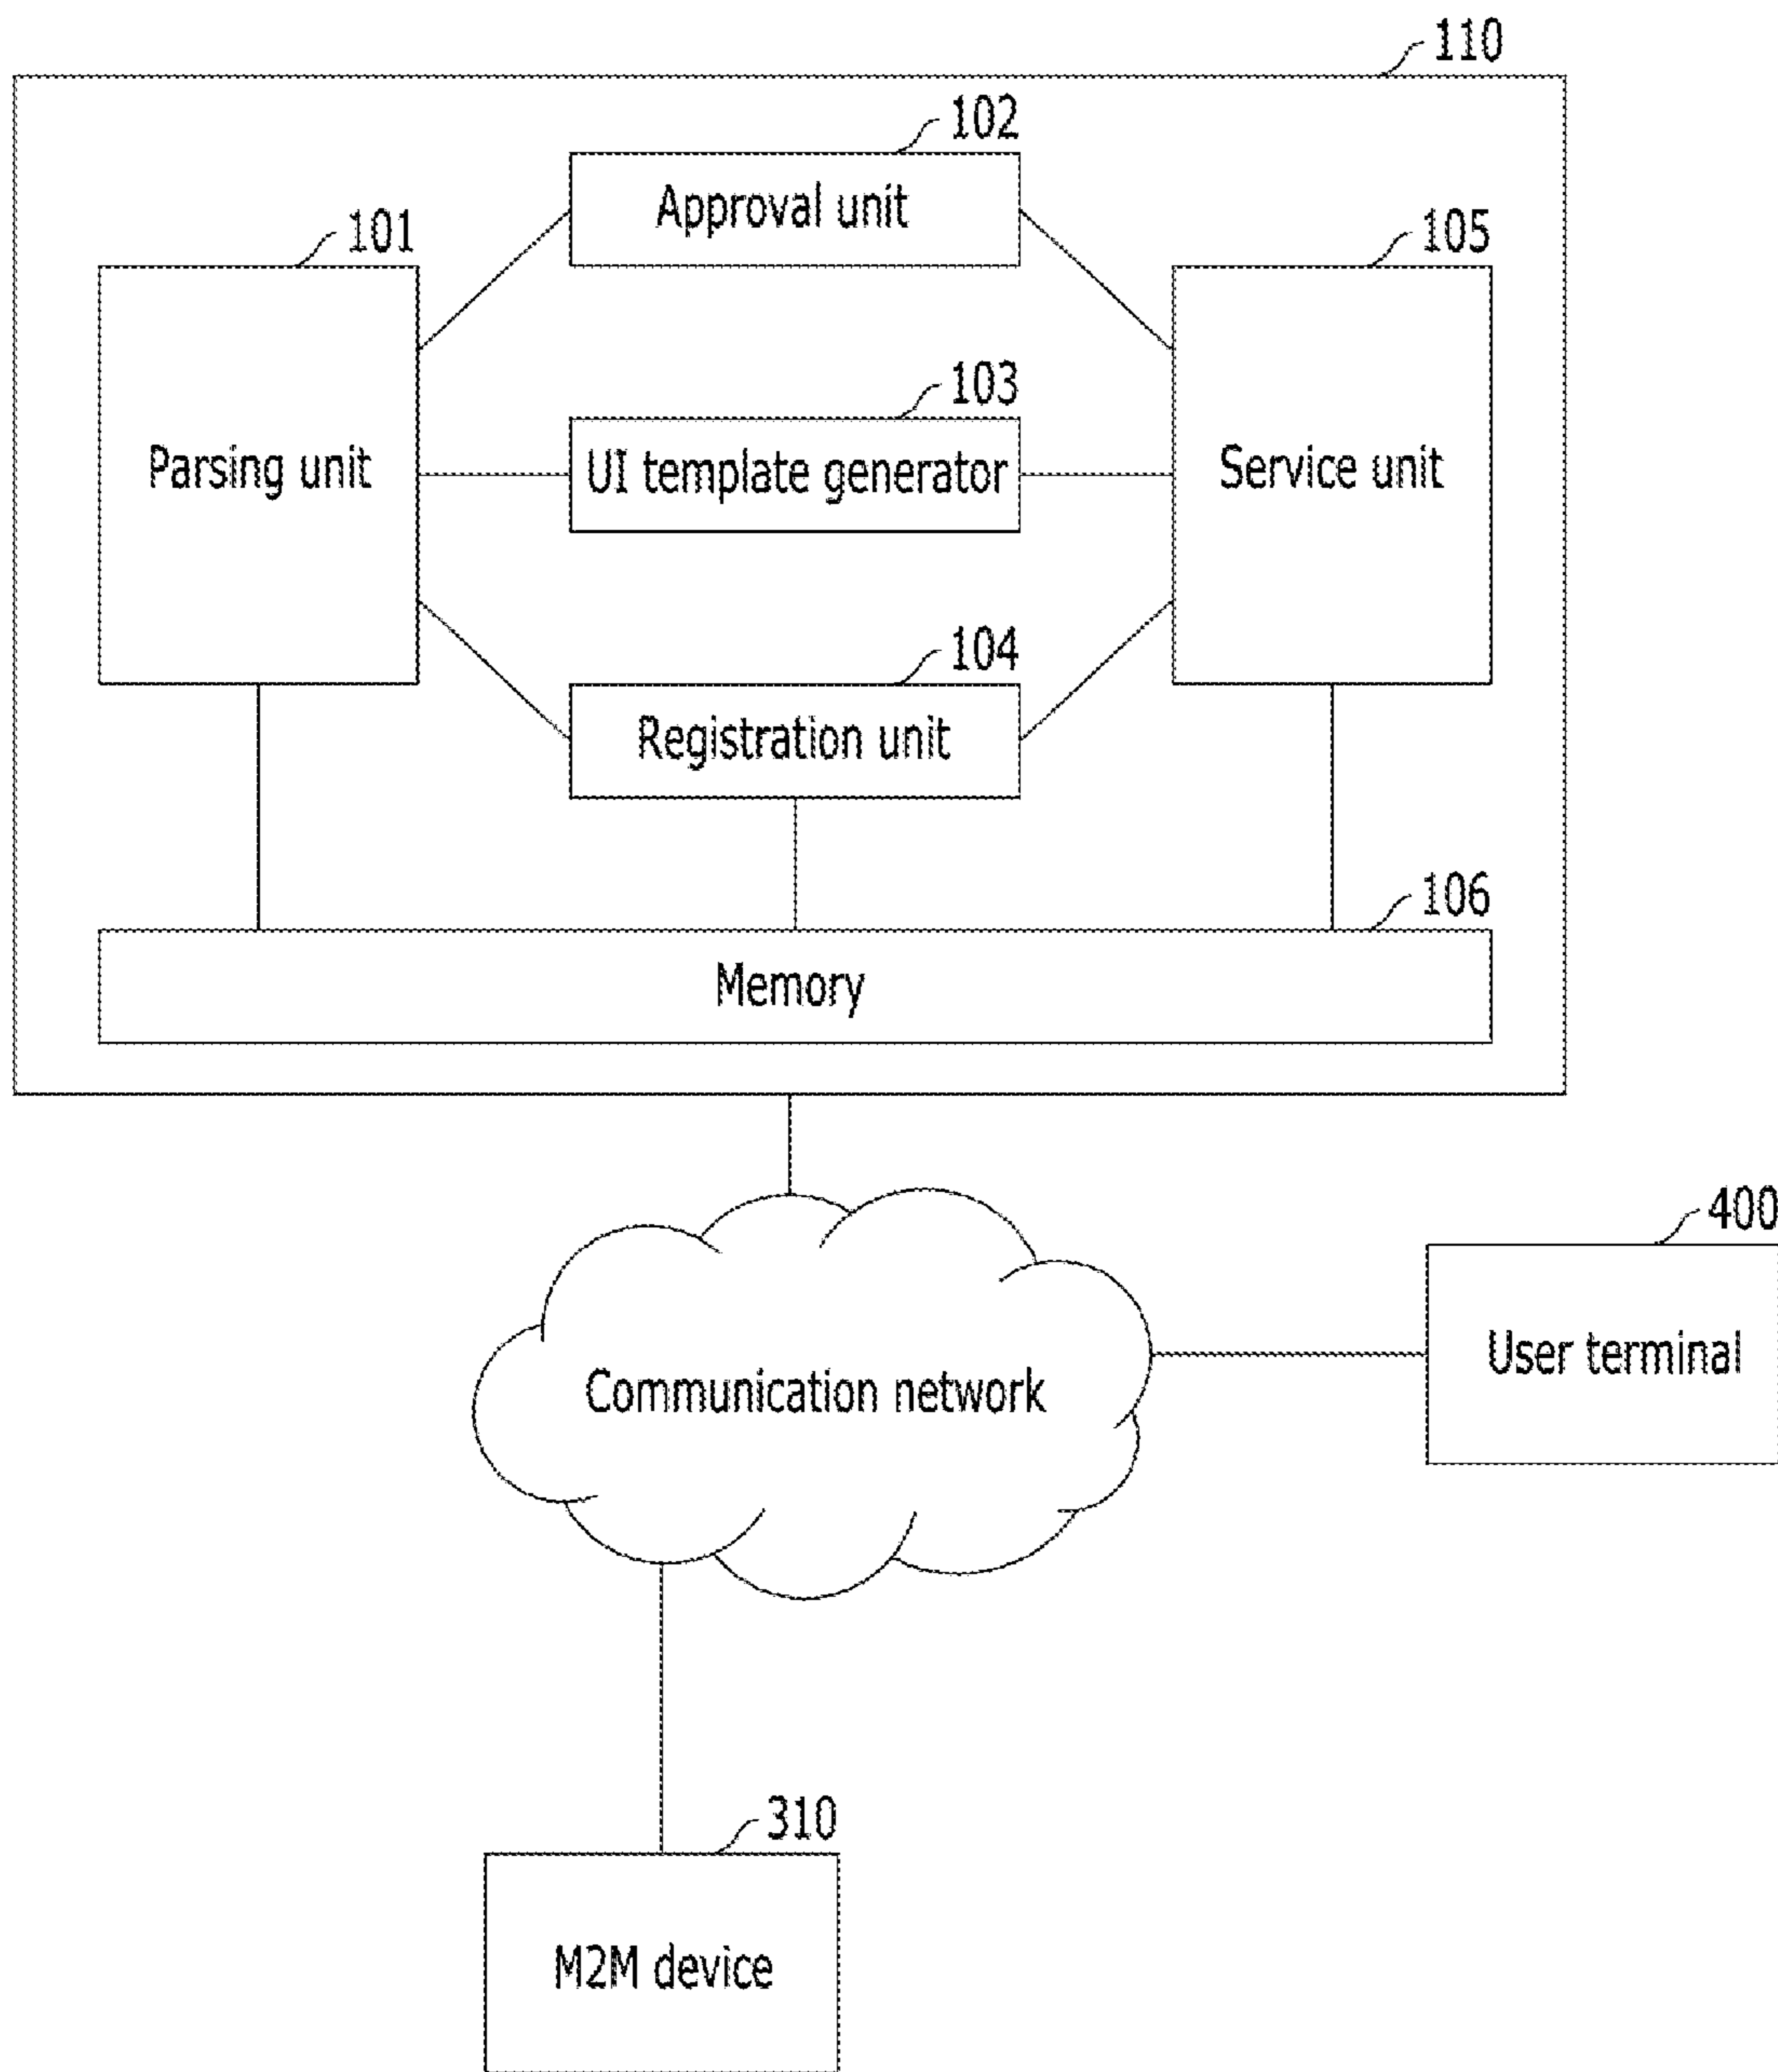 110
102
Approval unit
101
105
Parsing unit
103
UI template generator
Service unit
104
Registration unit
106
Memory
400
User terminal
Communication network
310
M2M device